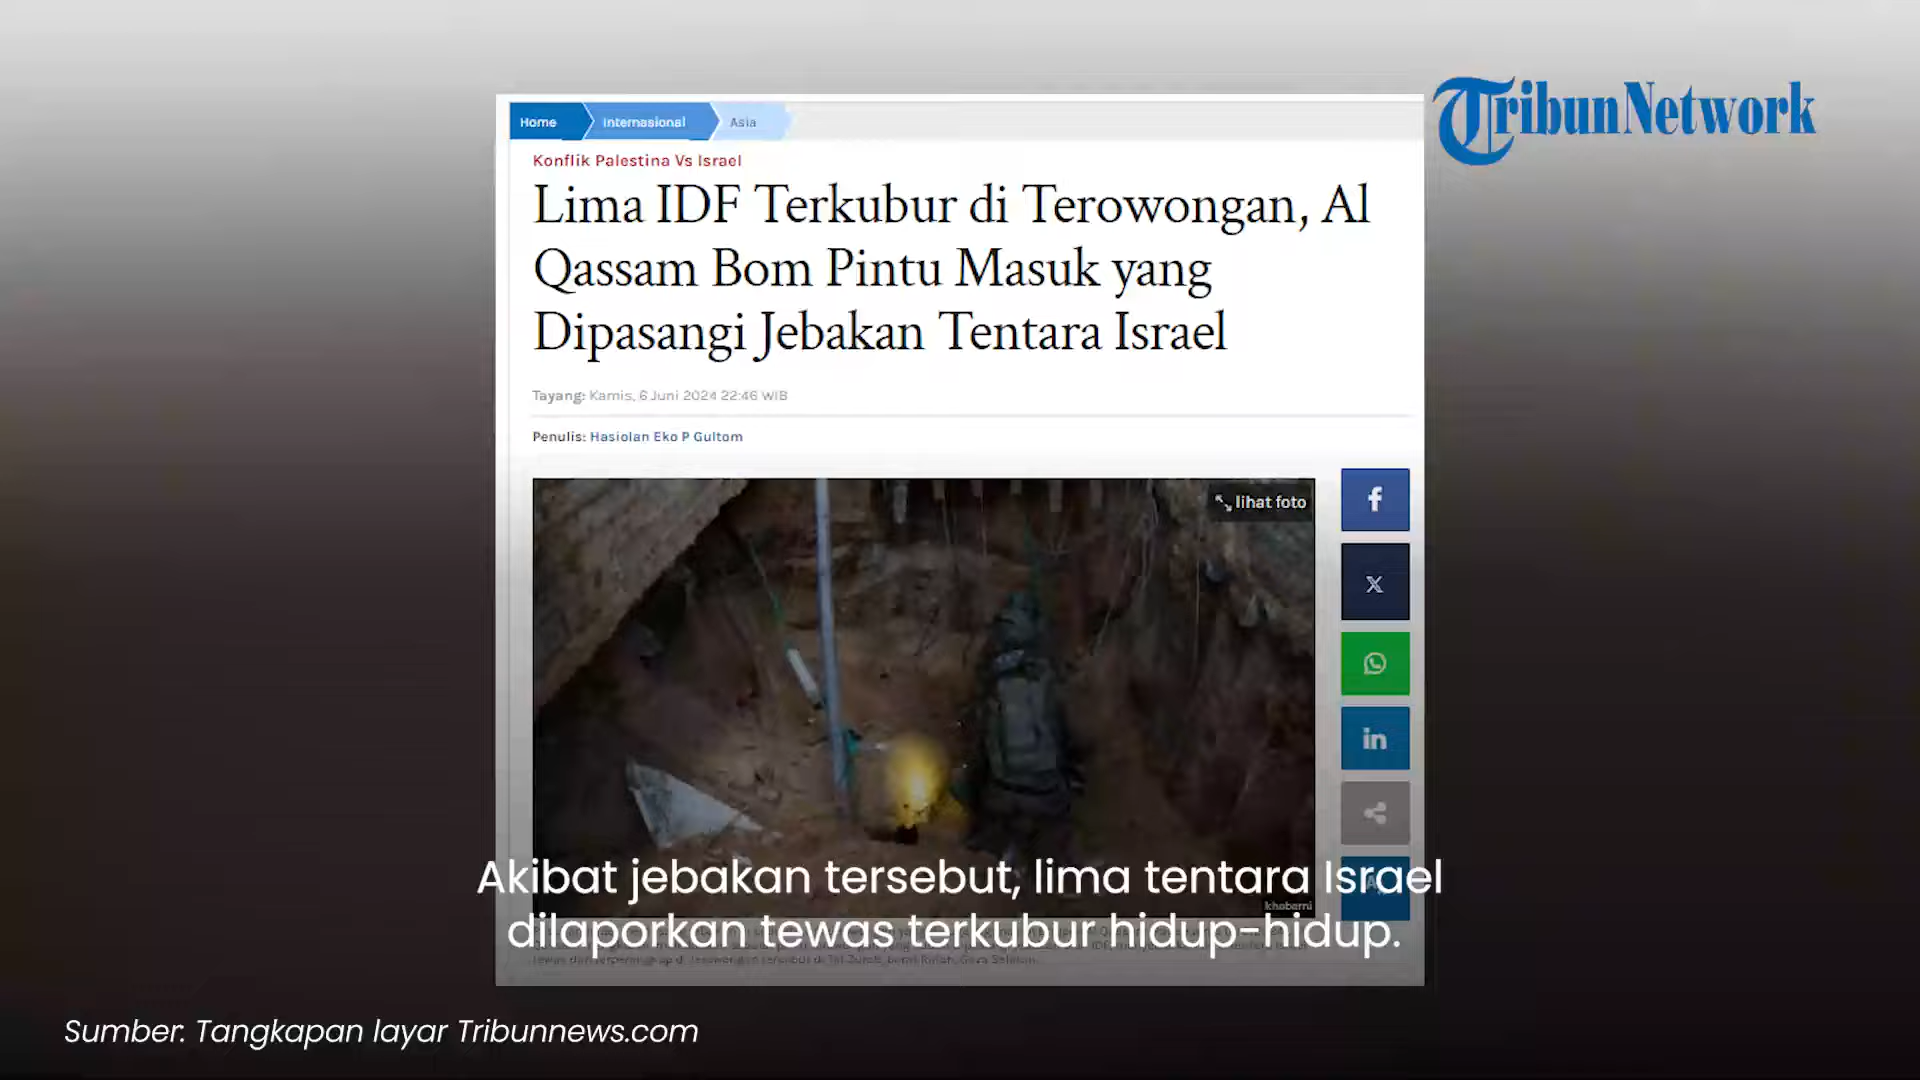 TribunNetwork
Home Internasional Asia
Konflik Palestina Vs Israel
Lima IDF Terkubur di Terowongan, Al
Qassam Bom Pintu Masuk yang
Dipasangi Jebakan Tentara Israel
Tayang: Kamis, 6 Juni 2024 22:46 WIB
Penulis: Hasiolan Eko P Gultom
lihat foto
khaberni
Akibat jebakan tersebut, lima tentara Israel
dilaporkan tewas terkubur hidup-hidup.
Sumber: Tangkapan layar Tribunnews.com